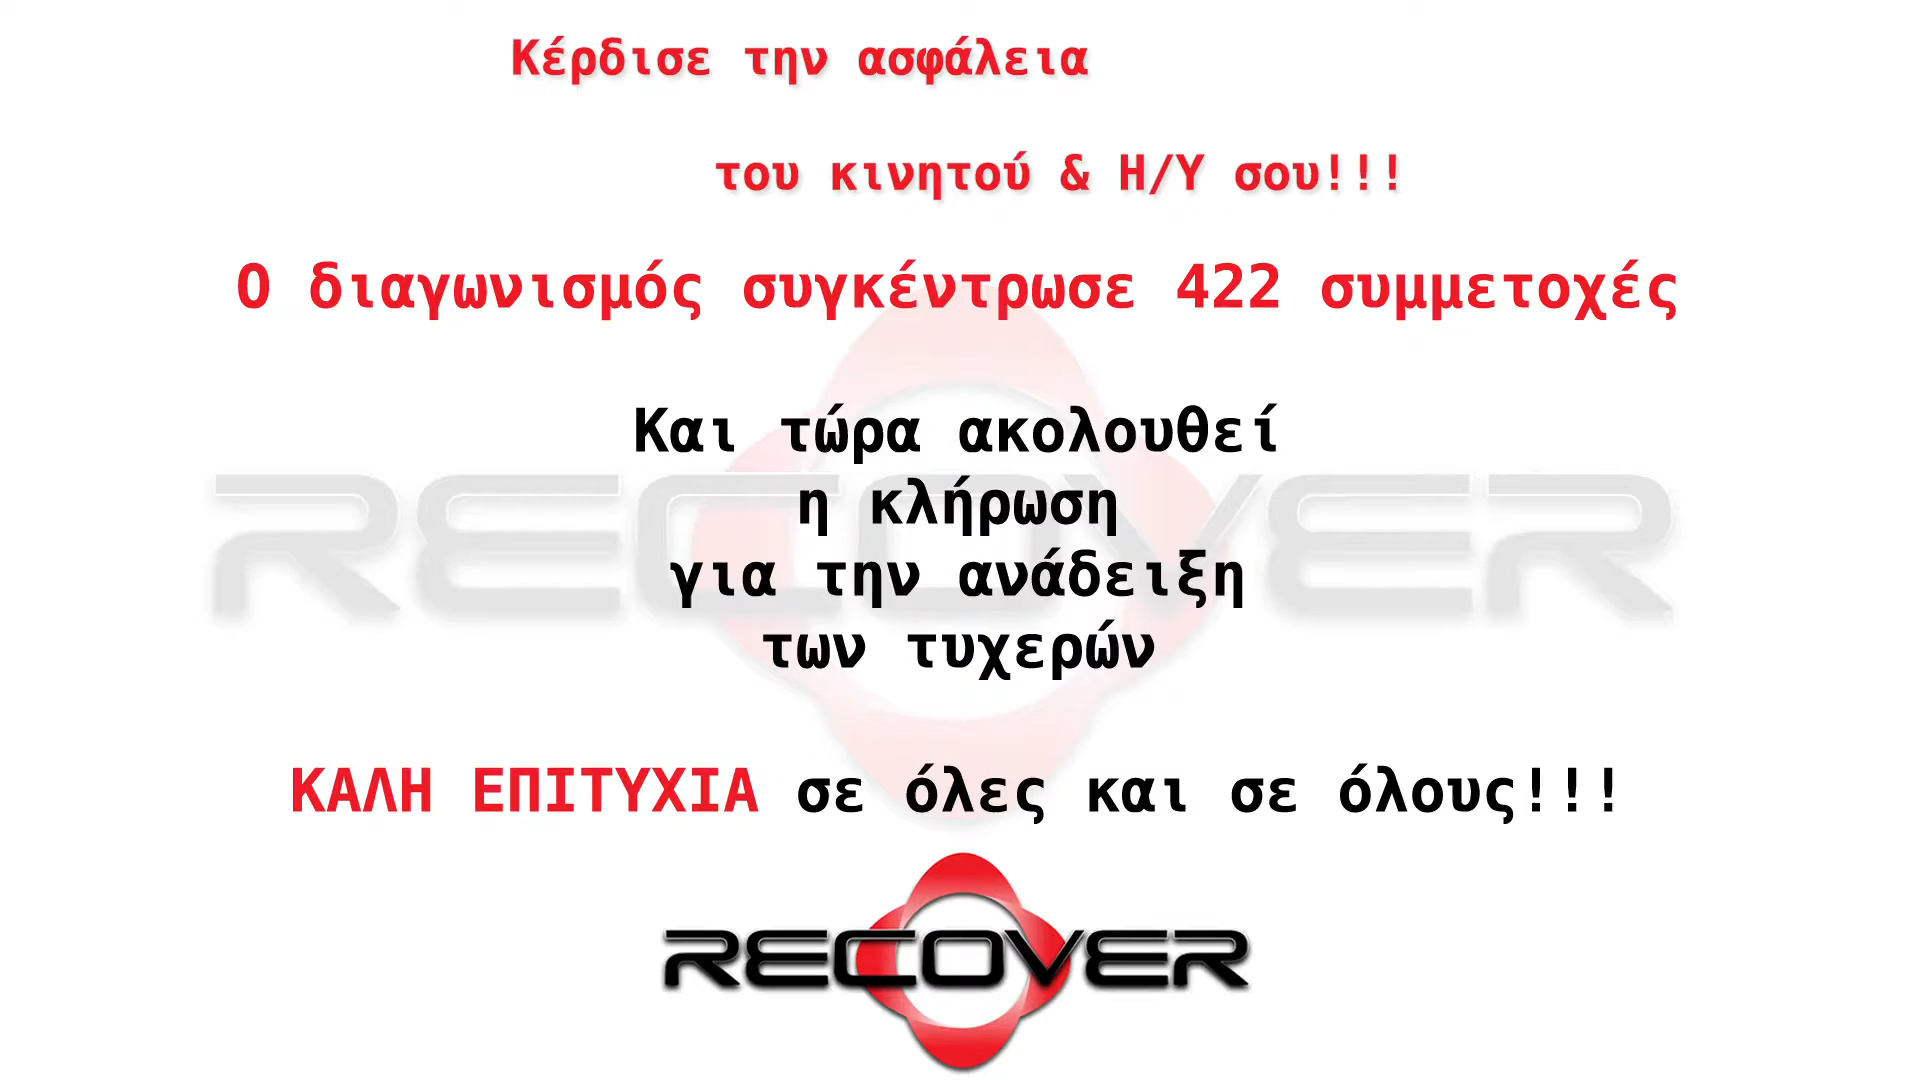 Κέρδισε την ασφάλεια
του κινητού & Η/Υ σου!!!
Ο διαγωνισμός συγκέντρωσε 422 συμμετοχές
Και τώρα ακολουθεί
η κλήρωση
για την ανάδειξη
των τυχερών
RECOVER
ΚΑΛΗ ΕΠΙΤΥΧΙΑ σε όλες και σε όλους!!!
RECOVER